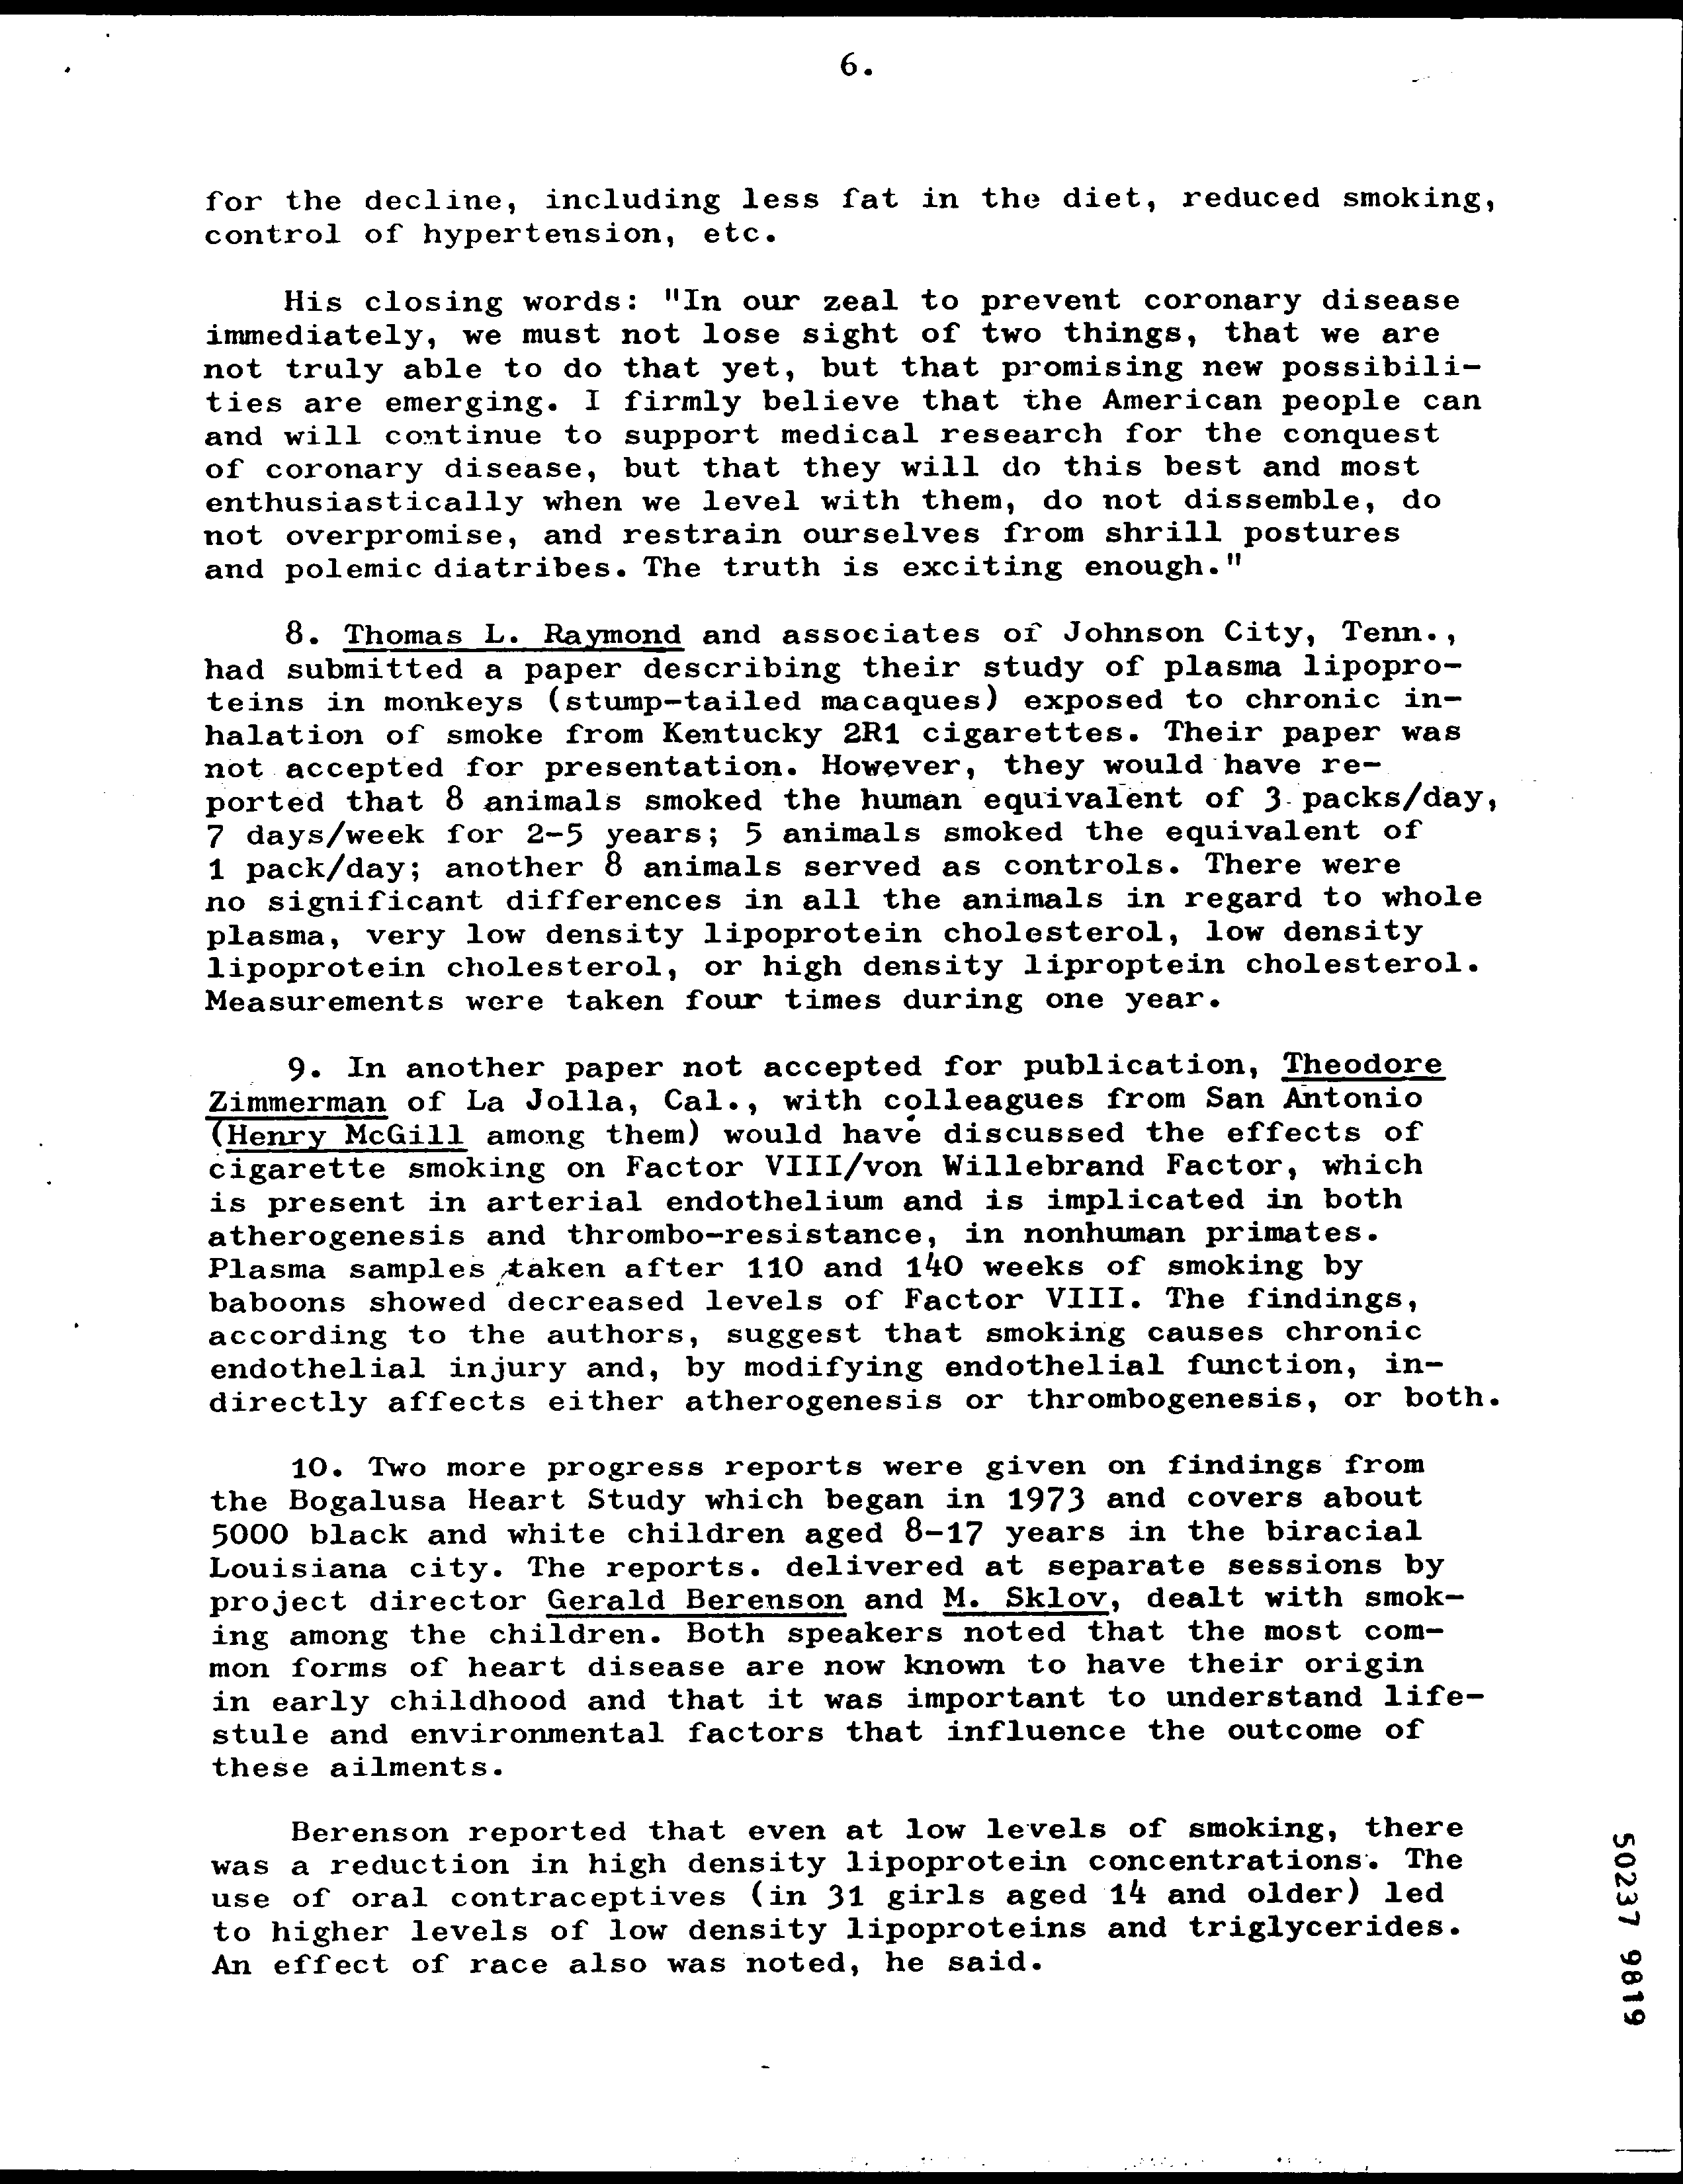 6.
for the decline, including less fat in the diet, reduced smoking,
control of hypertension, etc.
His closing words: "In our zeal to prevent coronary disease
immediately, we must not lose sight of two things, that we are
not truly able to do that yet, but that promising new possibili-
ties are emerging. I firmly believe that the American people can
and will continue to support medical research for the conquest
of coronary disease, but that they will do this best and most
enthusiastically when we level with them, do not dissemble, do
not overpromise, and restrain ourselves from shrill postures
and polemic diatribes. The truth is exciting enough."
8. Thomas L. Raymond and associates of Johnson City, Tenn.,
had submitted a paper describing their study of plasma lipopro-
teins in monkeys (stump-tailed macaques) exposed to chronic in-
halation of smoke from Kentucky 2R1 cigarettes. Their paper was
not accepted for presentation. However, they would have re-
ported that 8 animals smoked the human equivalent of 3 packs/day,
7 days/week for 2-5 years; 5 animals smoked the equivalent of
1 pack/day; another 8 animals served as controls. There were
no significant differences in all the animals in regard to whole
plasma, very low density lipoprotein cholesterol, low density
lipoprotein cholesterol, or high density liproptein cholesterol.
Measurements were taken four times during one year.
9. In another paper not accepted for publication, Theodore
Zimmerman of La Jolla, Cal., with colleagues from San Antonio
(Henry McGill among them) would have discussed the effects of
cigarette smoking on Factor VIII/von Willebrand Factor, which
is present in arterial endothelium and is implicated in both
atherogenesis and thrombo-resistance, in nonhuman primates.
Plasma samples taken after 110 and 140 weeks of smoking by
baboons showed decreased levels of Factor VIII. The findings,
according to the authors, suggest that smoking causes chronic
endothelial injury and, by modifying endothelial function, in-
directly affects either atherogenesis or thrombogenesis, or both.
10. Two more progress reports were given on findings from
the Bogalusa Heart Study which began in 1973 and covers about
5000 black and white children aged 8-17 years in the biracial
Louisiana city. The reports. delivered at separate sessions by
project director Gerald Berenson and M. Sklov, dealt with smok-
ing among the children. Both speakers noted that the most com-
mon forms of heart disease are now known to have their origin
in early childhood and that it was important to understand life-
stule and environmental factors that influence the outcome of
these ailments.
Berenson reported that even at low levels of smoking, there
was a reduction in high density lipoprotein concentrations. The
use of oral contraceptives (in 31 girls aged 14 and older) led
to higher levels of low density lipoproteins and triglycerides.
An effect of race also was noted, he said.
50237 9819